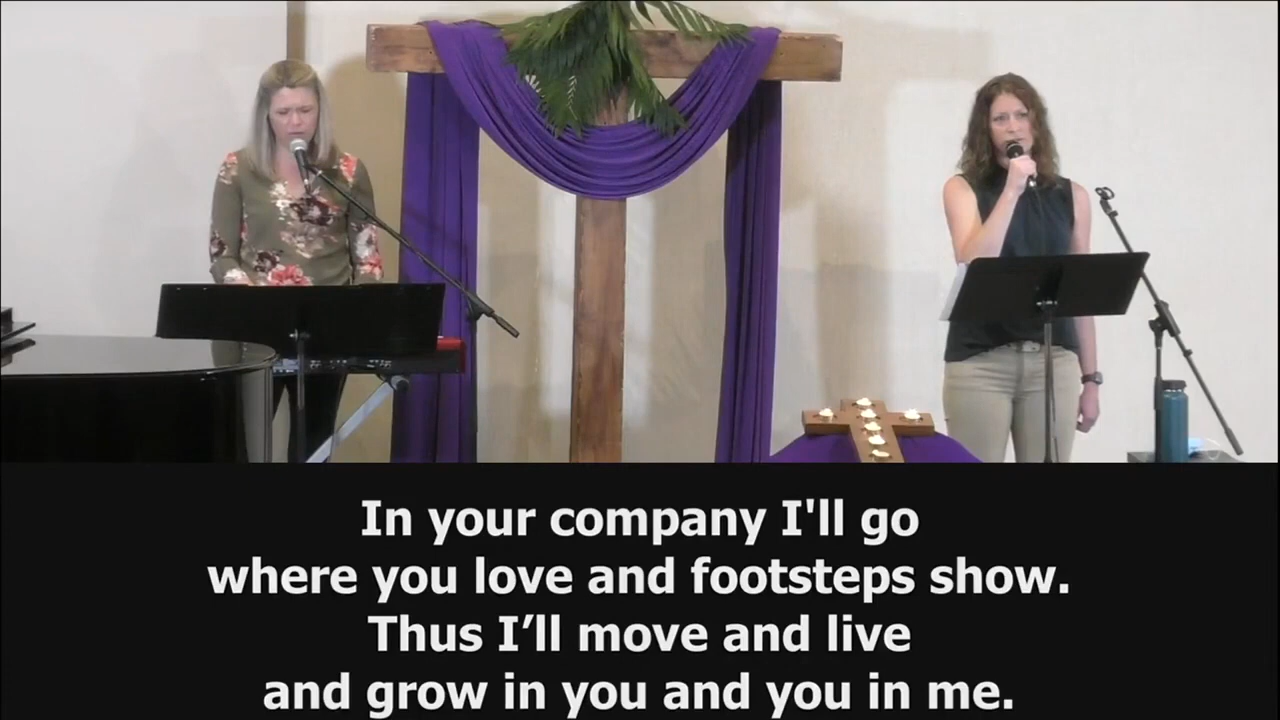 In your company I'll go
where you love and footsteps show.
Thus I’ll move and live
and grow in you and you in me.